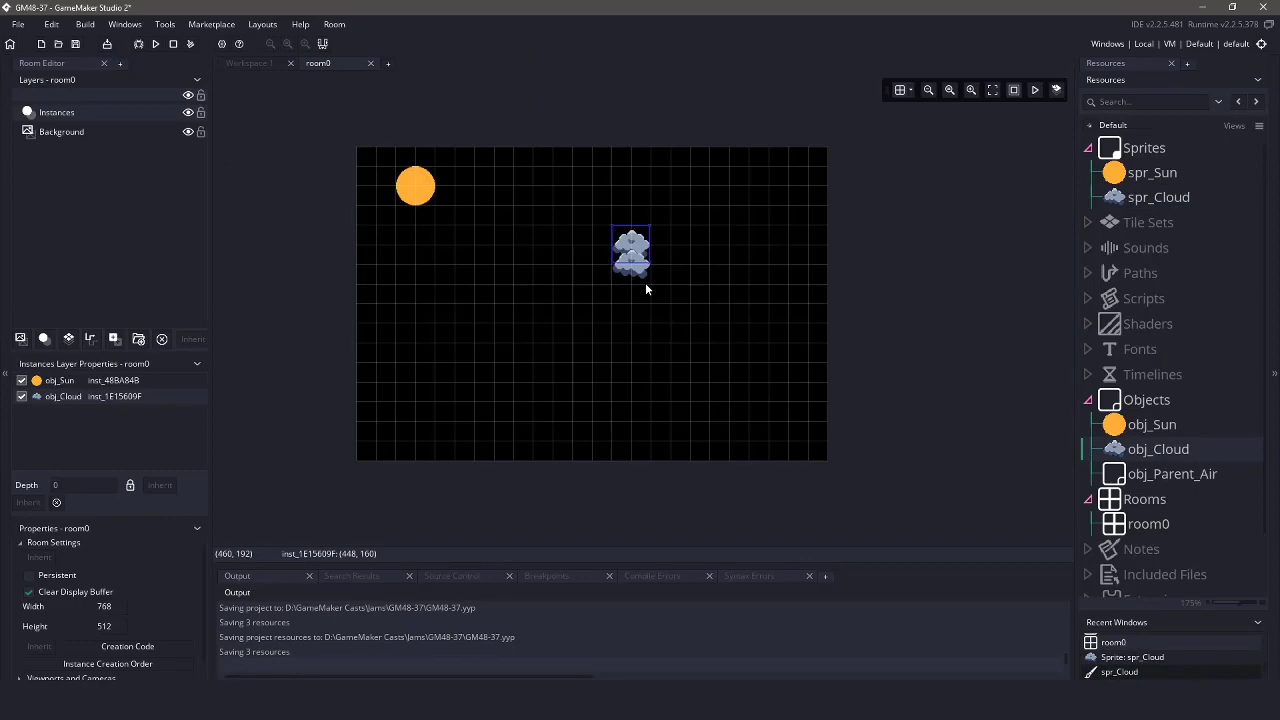 GM48-37 - GameMaker Studio 2*
File Edit Build Windows Tools Marketplace Layouts Help Room
IDE v2.2.5.481 Runtime v2.2.5.378
Windows | Local | VM | Default | default
Room Editor
Workspace 1
room0
Resources
Layers - room0
Resources
Search...
Instances
Default
Views
Background
Sprites
spr_Sun
spr_Cloud
Tile Sets
Sounds
Paths
Scripts
Shaders
Fonts
Timelines
Objects
obj_Sun
obj_Cloud
obj_Parent_Air
Rooms
room0
Notes
Included Files
175%
Inherit
Instances Layer Properties - room0
obj_Sun inst_48BA84B
obj_Cloud inst_1E15609F
Depth 0 Inherit
Inherit
Properties - room0
Room Settings
Inherit
Persistent
Clear Display Buffer
Width 768
Height 512
Inherit Creation Code
Instance Creation Order
Viewports and Cameras
(460, 192) inst_1E15609F: (448, 160)
Output Search Results Source Control Breakpoints Compile Errors Syntax Errors
Output
Saving project to: D:\GameMaker Casts\Jams\GM48-37\GM48-37.yyp
Saving 3 resources
Saving project resources to: D:\GameMaker Casts\Jams\GM48-37\GM48-37.yyp
Saving 3 resources
Recent Windows
room0
Sprite: spr_Cloud
spr_Cloud